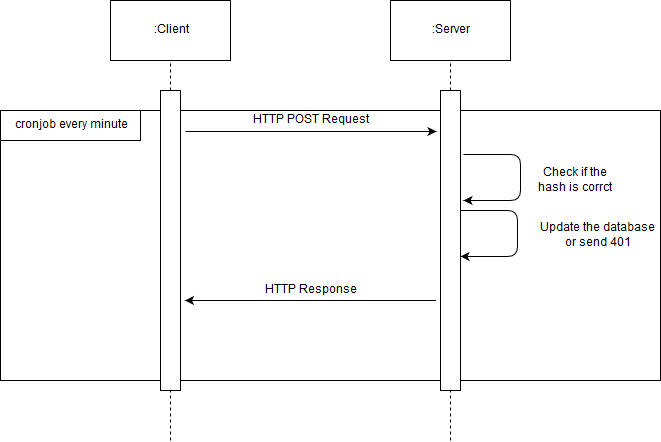 :Client
:Server
cronjob every minute
HTTP POST Request
Check if the
hash is corrct
Update the database
or send 401
HTTP Response